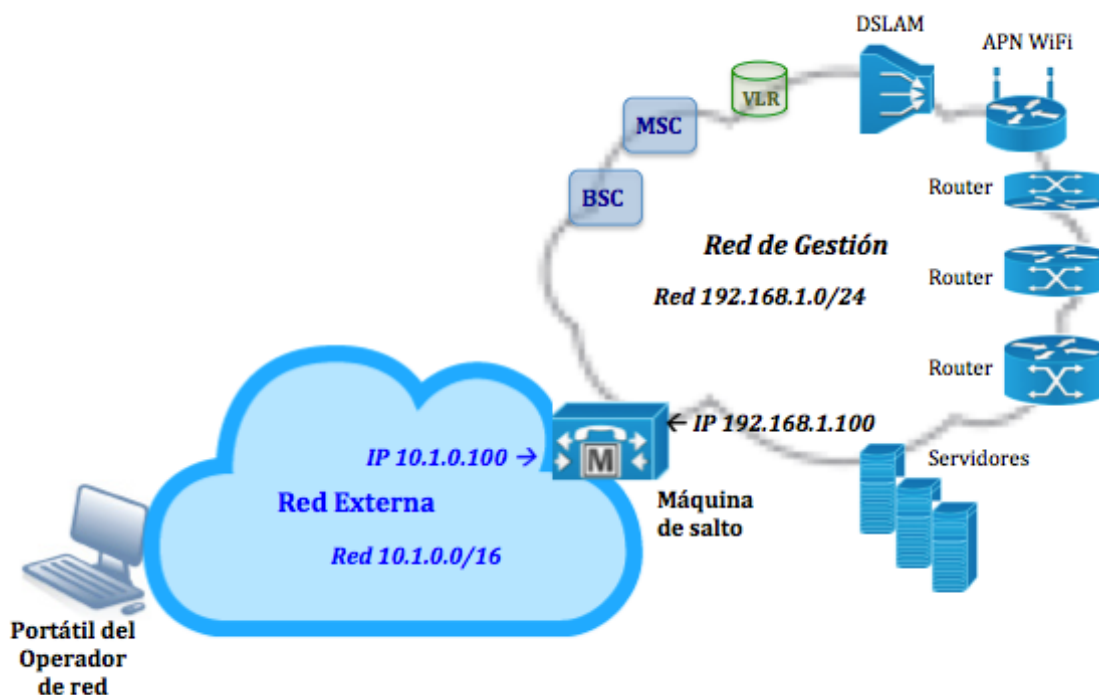 DSLAM
APN WiFi
VLR
MSC
BSC
Router
Red de Gestión
Router
Red 192.168.1.0/24
Router
← IP 192.168.1.100
IP 10.1.0.100 →
M
Servidores
Red Externa
Máquina
de salto
Red 10.1.0.0/16
Portátil del
Operador
de red